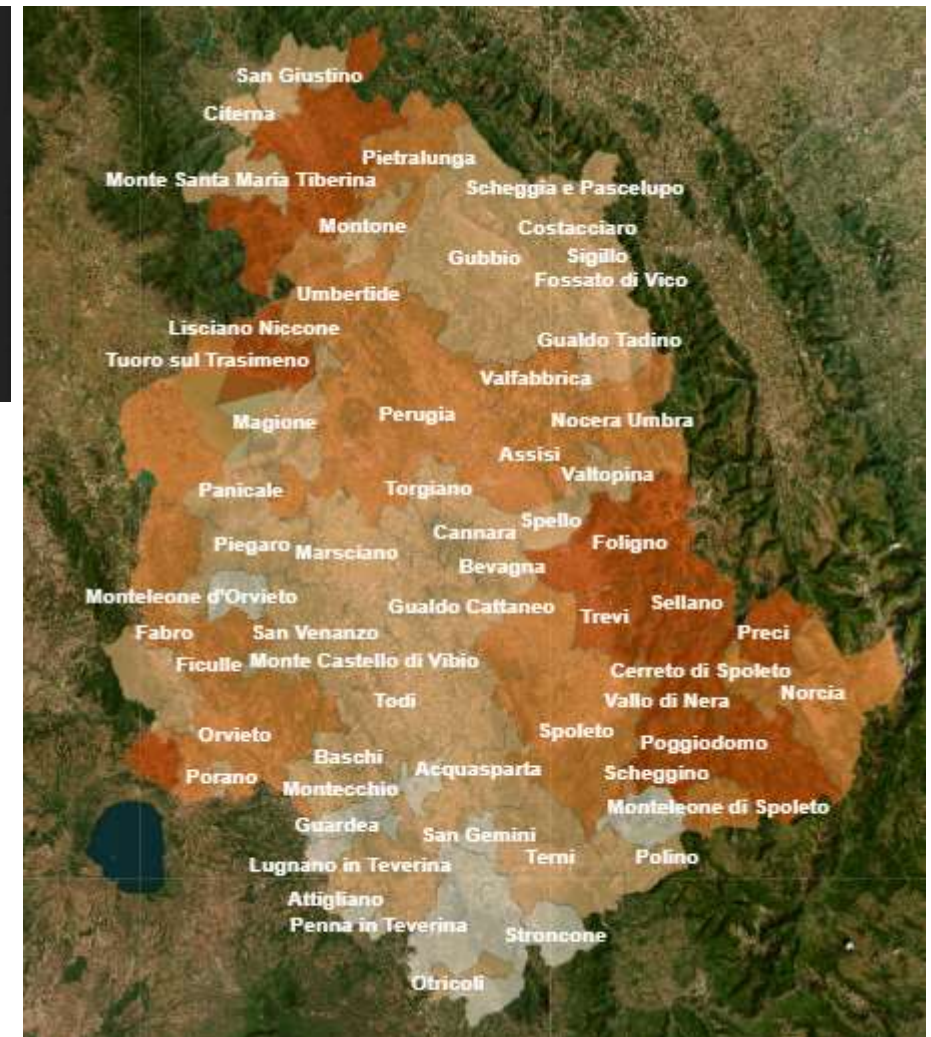 San Giustino
Citerna
Pietralunga
Monte Santa Maria Tiberina
Scheggia e Pascelupo
Montone
Costacciaro
Gubbio
Sigillo
Fossato di Vico
Umbertide
Lisciano Niccone
Gualdo Tadino
Tuoro sul Trasimeno
Valfabbrica
Perugia
Magione
Nocera Umbra
Assisi
Valtopina
Panicale
Torgiano
Spello
Cannara
Foligno
Piegaro
Marsciano
Bevagna
Monteleone d'Orvieto
Gualdo Cattaneo
Sellano
Trevi
Fabro
San Venanzo
Preci
Ficulle
Monte Castello di Vibio
Cerreto di Spoleto
Norcia
Todi
Vallo di Nera
Orvieto
Spoleto
Poggiodomo
Baschi
Acquasparta
Scheggino
Porano
Montecchio
Monteleone di Spoleto
Guardea
San Gemini
Terni
Polino
Lugnano in Teverina
Attigliano
Penna in Teverina
Stroncone
Otricoli